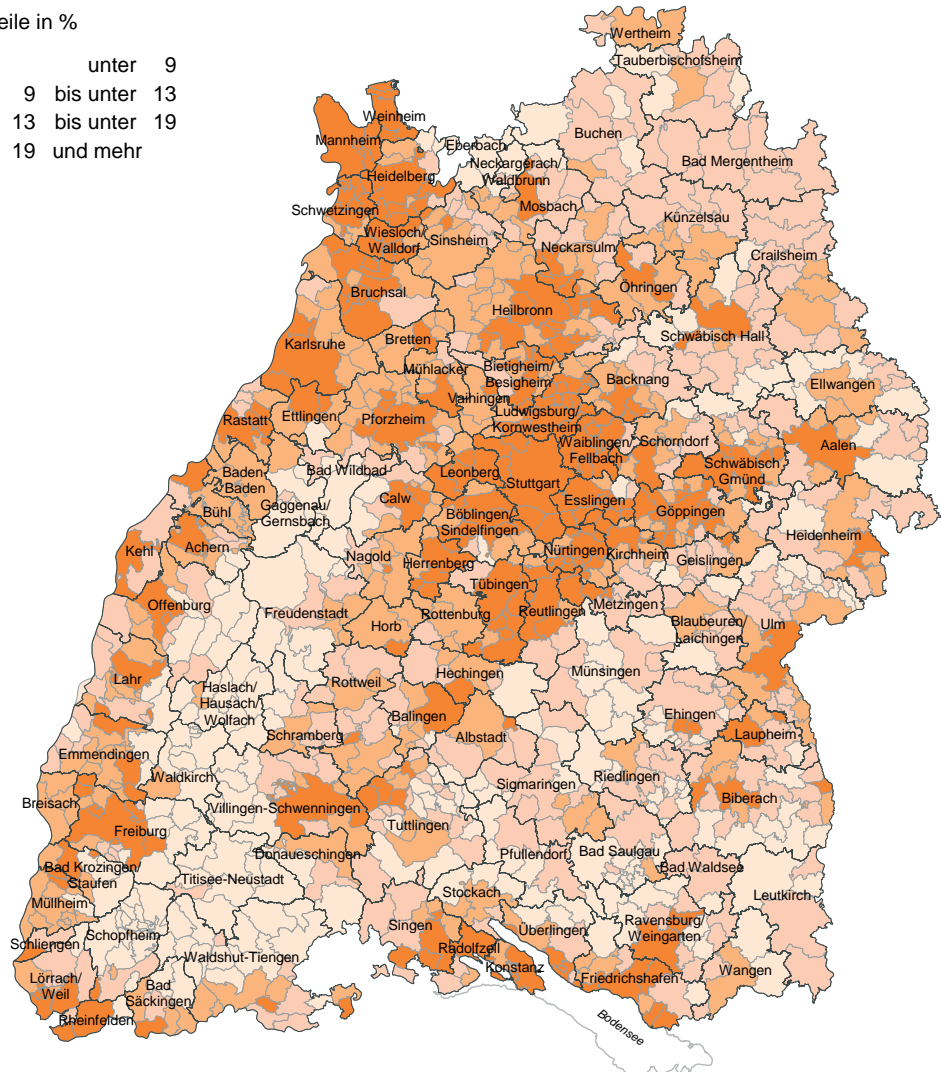 eile in %
unter 9
9 bis unter 13
13 bis unter 19
19 und mehr
Wertheim
Tauberbischofsheim
Weinheim
Mannheim
Buchen
Eberbach
Neckargerach/
Waldbrunn
Bad Mergentheim
Heidelberg
Mosbach
Schwetzingen
Künzelsau
Wiesloch/
Walldorf
Sinsheim
Neckarsulm
Crailsheim
Öhringen
Bruchsal
Heilbronn
Schwäbisch Hall
Karlsruhe
Bretten
Mühlacker
Bietigheim/
Besigheim/
Backnang
Ellwangen
Vaihingen
Ludwigsburg/
Kornwestheim
Rastatt
Ettlingen
Pforzheim
Waiblingen/
Fellbach
Schorndorf
Aalen
Baden-
Baden
Bad Wildbad
Leonberg
Stuttgart
Schwäbisch
Gmünd
Calw
Esslingen
Bühl
Gaggenau/
Gernsbach
Böblingen/
Sindelfingen
Göppingen
Heidenheim
Kehl
Achern
Nagold
Herrenberg
Nürtingen
Kirchheim
Geislingen
Tübingen
Offenburg
Freudenstadt
Horb
Rottenburg
Reutlingen
Metzingen
Blaubeuren/
Laichingen
Ulm
Lahr
Rottweil
Hechingen
Münsingen
Haslach/
Hausach/
Wolfach
Balingen
Ehingen
Schramberg
Albstadt
Laupheim
Emmendingen
Waldkirch
Sigmaringen
Riedlingen
Breisach
Villingen-Schwenningen
Biberach
Freiburg
Tuttlingen
Donaueschingen
Pfullendorf
Bad Saulgau
Bad Krozingen/
Staufen
Titisee-Neustadt
Bad Waldsee
Müllheim
Stockach
Leutkirch
Schliengen
Schopfheim
Singen
Überlingen
Ravensburg/
Weingarten
Waldshut-Tiengen
Radolfzell
Konstanz
Friedrichshafen
Wangen
Lörrach/
Weil
Bad
Säckingen
Rheinfelden
Bodensee